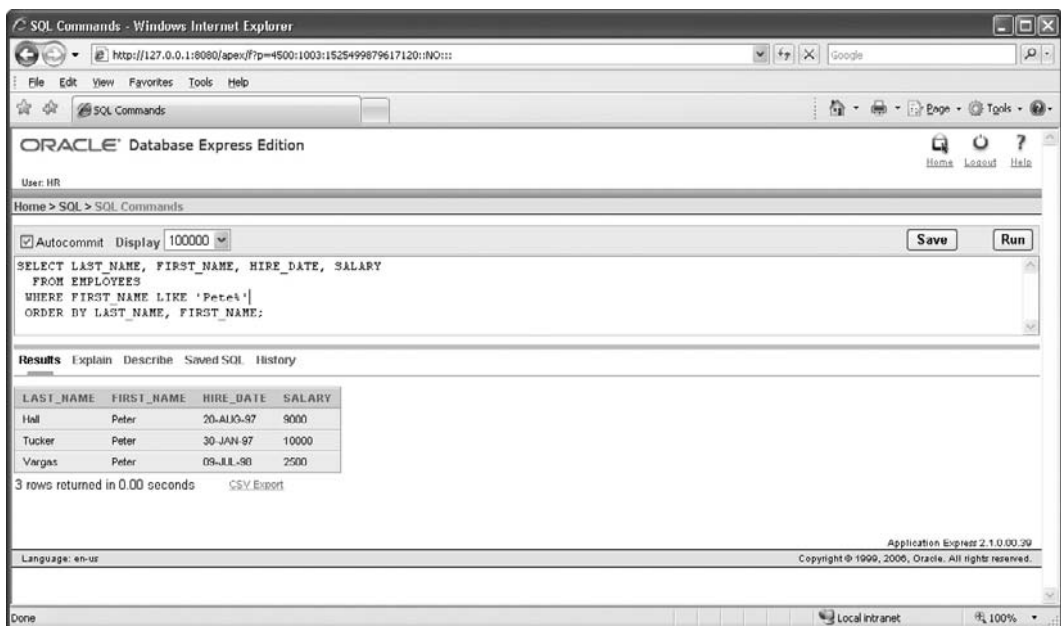 SQL Commands - Windows Internet Explorer
http://127.0.0.1:8080/apex/f?p=4500:1003:1525499879617120::NO:::
Google
File Edit View Favorites Tools Help
SQL Commands
Page Tools
ORACLE Database Express Edition
Home Logout Help
User: HR
Home > SQL > SQL Commands
Autocommit Display 100000
Save Run
SELECT LAST_NAME, FIRST_NAME, HIRE_DATE, SALARY
FROM EMPLOYEES
WHERE FIRST_NAME LIKE 'Pete%'
ORDER BY LAST_NAME, FIRST_NAME;
Results Explain Describe Saved SQL History
LAST_NAME FIRST_NAME HIRE_DATE SALARY
Hall Peter 20-AUG-97 9000
Tucker Peter 30-JAN-97 10000
Vargas Peter 09-JUL-98 2500
3 rows returned in 0.00 seconds CSV Export
Application Express 2.1.0.00.39
Language: en-us Copyright © 1999, 2006, Oracle. All rights reserved.
Done Local intranet 100%